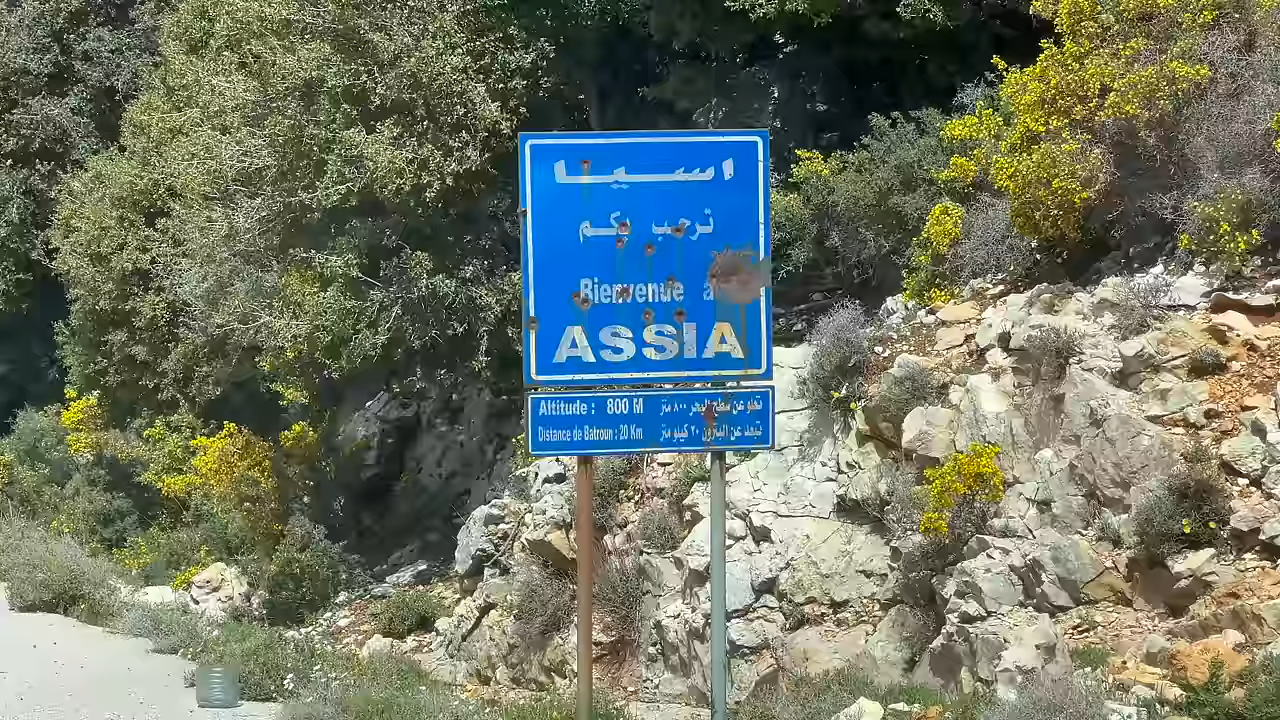 اسيا
ترحب بكم
Bienvenue a
ASSIA
Altitude : 800 M تعلو عن سطح البحر ٨٠٠ متر
Distance de Batroun : 20 Km تبعد عن البترون ٢٠ كيلو متر